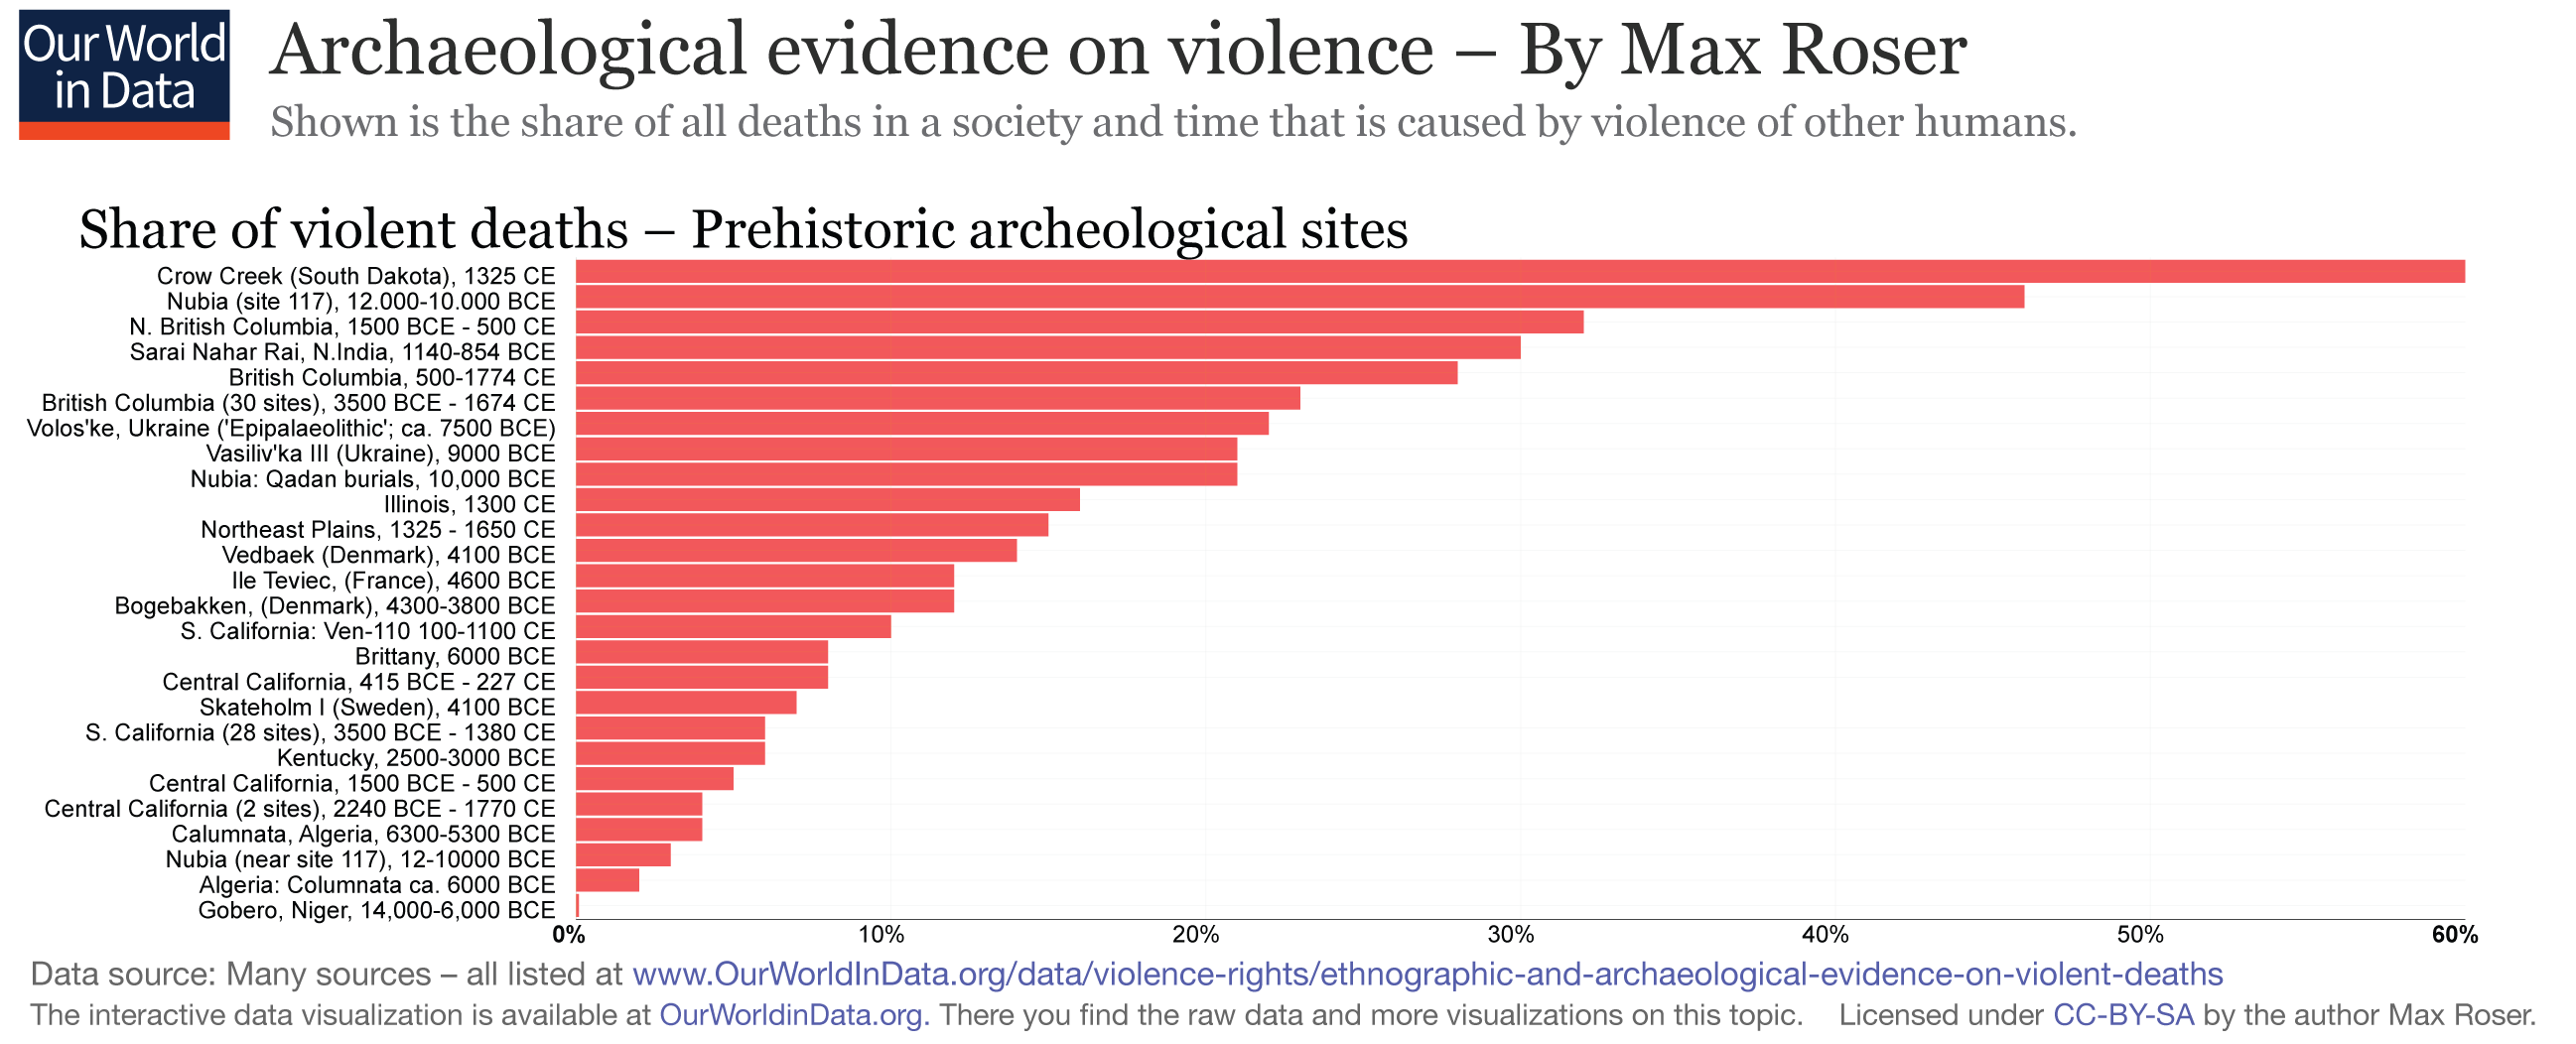 Our World
in Data
Archaeological evidence on violence – By Max Roser
Shown is the share of all deaths in a society and time that is caused by violence of other humans.
Share of violent deaths – Prehistoric archeological sites
Crow Creek (South Dakota), 1325 CE
Nubia (site 117), 12.000-10.000 BCE
N. British Columbia, 1500 BCE - 500 CE
Sarai Nahar Rai, N.India, 1140-854 BCE
British Columbia, 500-1774 CE
British Columbia (30 sites), 3500 BCE - 1674 CE
Volos'ke, Ukraine ('Epipalaeolithic'; ca. 7500 BCE)
Vasiliv'ka III (Ukraine), 9000 BCE
Nubia: Qadan burials, 10,000 BCE
Illinois, 1300 CE
Northeast Plains, 1325 - 1650 CE
Vedbaek (Denmark), 4100 BCE
Ile Teviec, (France), 4600 BCE
Bogebakken, (Denmark), 4300-3800 BCE
S. California: Ven-110 100-1100 CE
Brittany, 6000 BCE
Central California, 415 BCE - 227 CE
Skateholm I (Sweden), 4100 BCE
S. California (28 sites), 3500 BCE - 1380 CE
Kentucky, 2500-3000 BCE
Central California, 1500 BCE - 500 CE
Central California (2 sites), 2240 BCE - 1770 CE
Calumnata, Algeria, 6300-5300 BCE
Nubia (near site 117), 12-10000 BCE
Algeria: Columnata ca. 6000 BCE
Gobero, Niger, 14,000-6,000 BCE
0% 10% 20% 30% 40% 50% 60%
Data source: Many sources – all listed at www.OurWorldInData.org/data/violence-rights/ethnographic-and-archaeological-evidence-on-violent-deaths
The interactive data visualization is available at OurWorldinData.org. There you find the raw data and more visualizations on this topic. Licensed under CC-BY-SA by the author Max Roser.